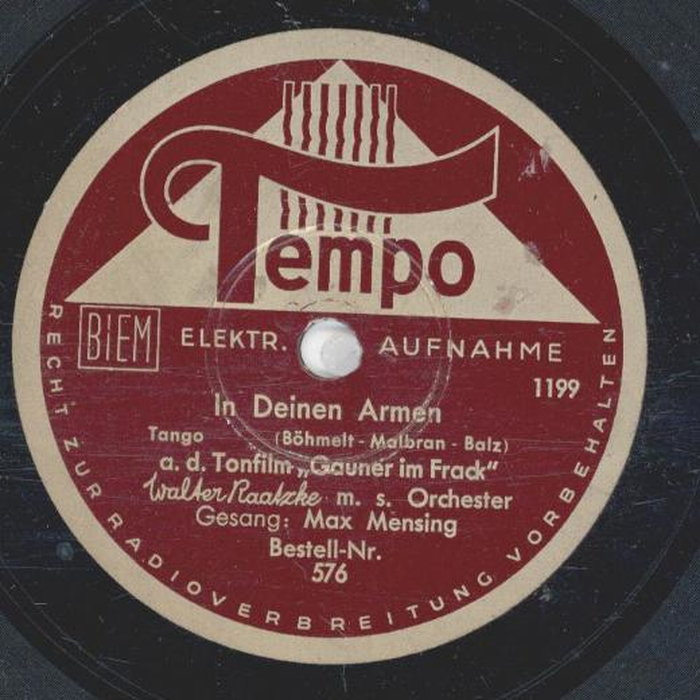 Tempo
BIEM
ELEKTR. AUFNAHME
1199
In Deinen Armen
Tango (Böhmelt - Malbran - Balz)
a. d. Tonfilm „Gauner im Frack“
Walter Raatzke m. s. Orchester
Gesang: Max Mensing
Bestell-Nr.
576
RECHT ZUR RADIOVERBREITUNG VORBEHALTEN